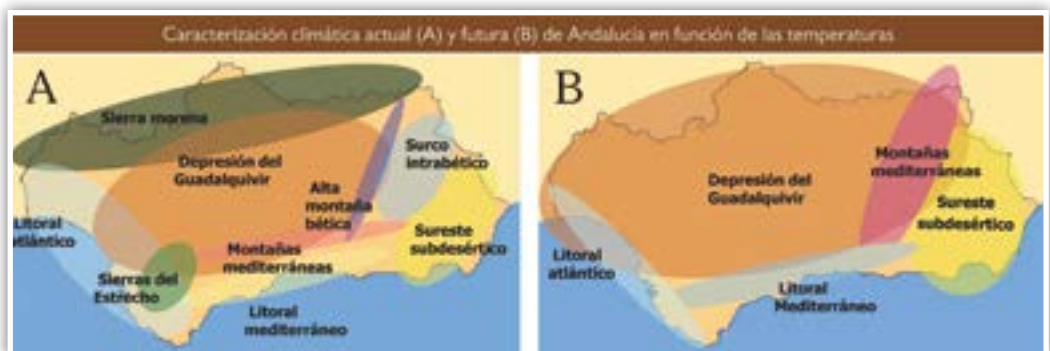 Caracterización climática actual (A) y futura (B) de Andalucía en función de las temperaturas
A
Sierra morena
Depresión del
Guadalquivir
Surco
intrabético
Alta
montaña
bética
Litoral
atlántico
Montañas
mediterráneas
Sureste
subdesértico
Sierras del
Estrecho
Litoral
mediterráneo
B
Montañas
mediterráneas
Depresión del
Guadalquivir
Sureste
subdesértico
Litoral
atlántico
Litoral
Mediterráneo